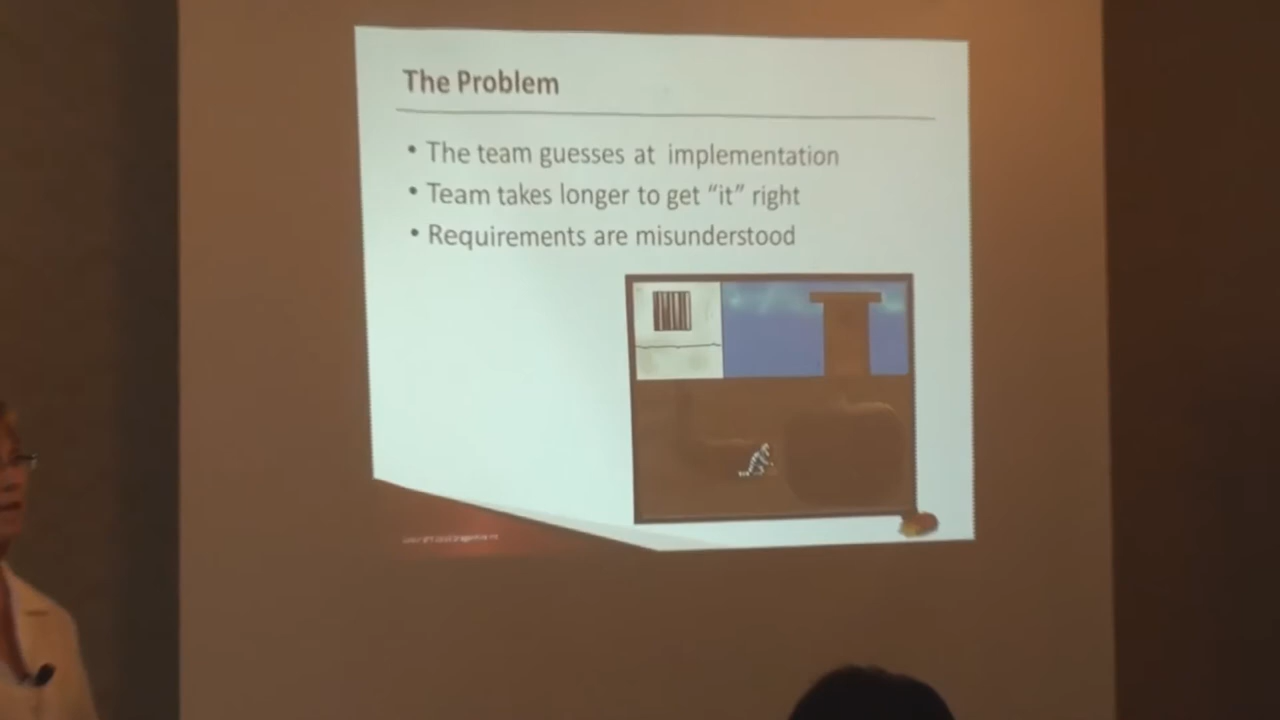 The Problem
• The team guesses at implementation
• Team takes longer to get “it” right
• Requirements are misunderstood